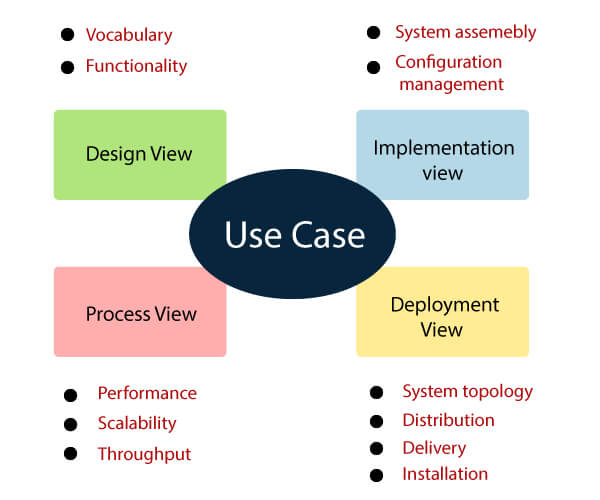 Vocabulary
Functionality
System assemebly
Configuration
management
Design View
Implementation
view
Use Case
Process View
Deployment
View
Performance
Scalability
Throughput
System topology
Distribution
Delivery
Installation